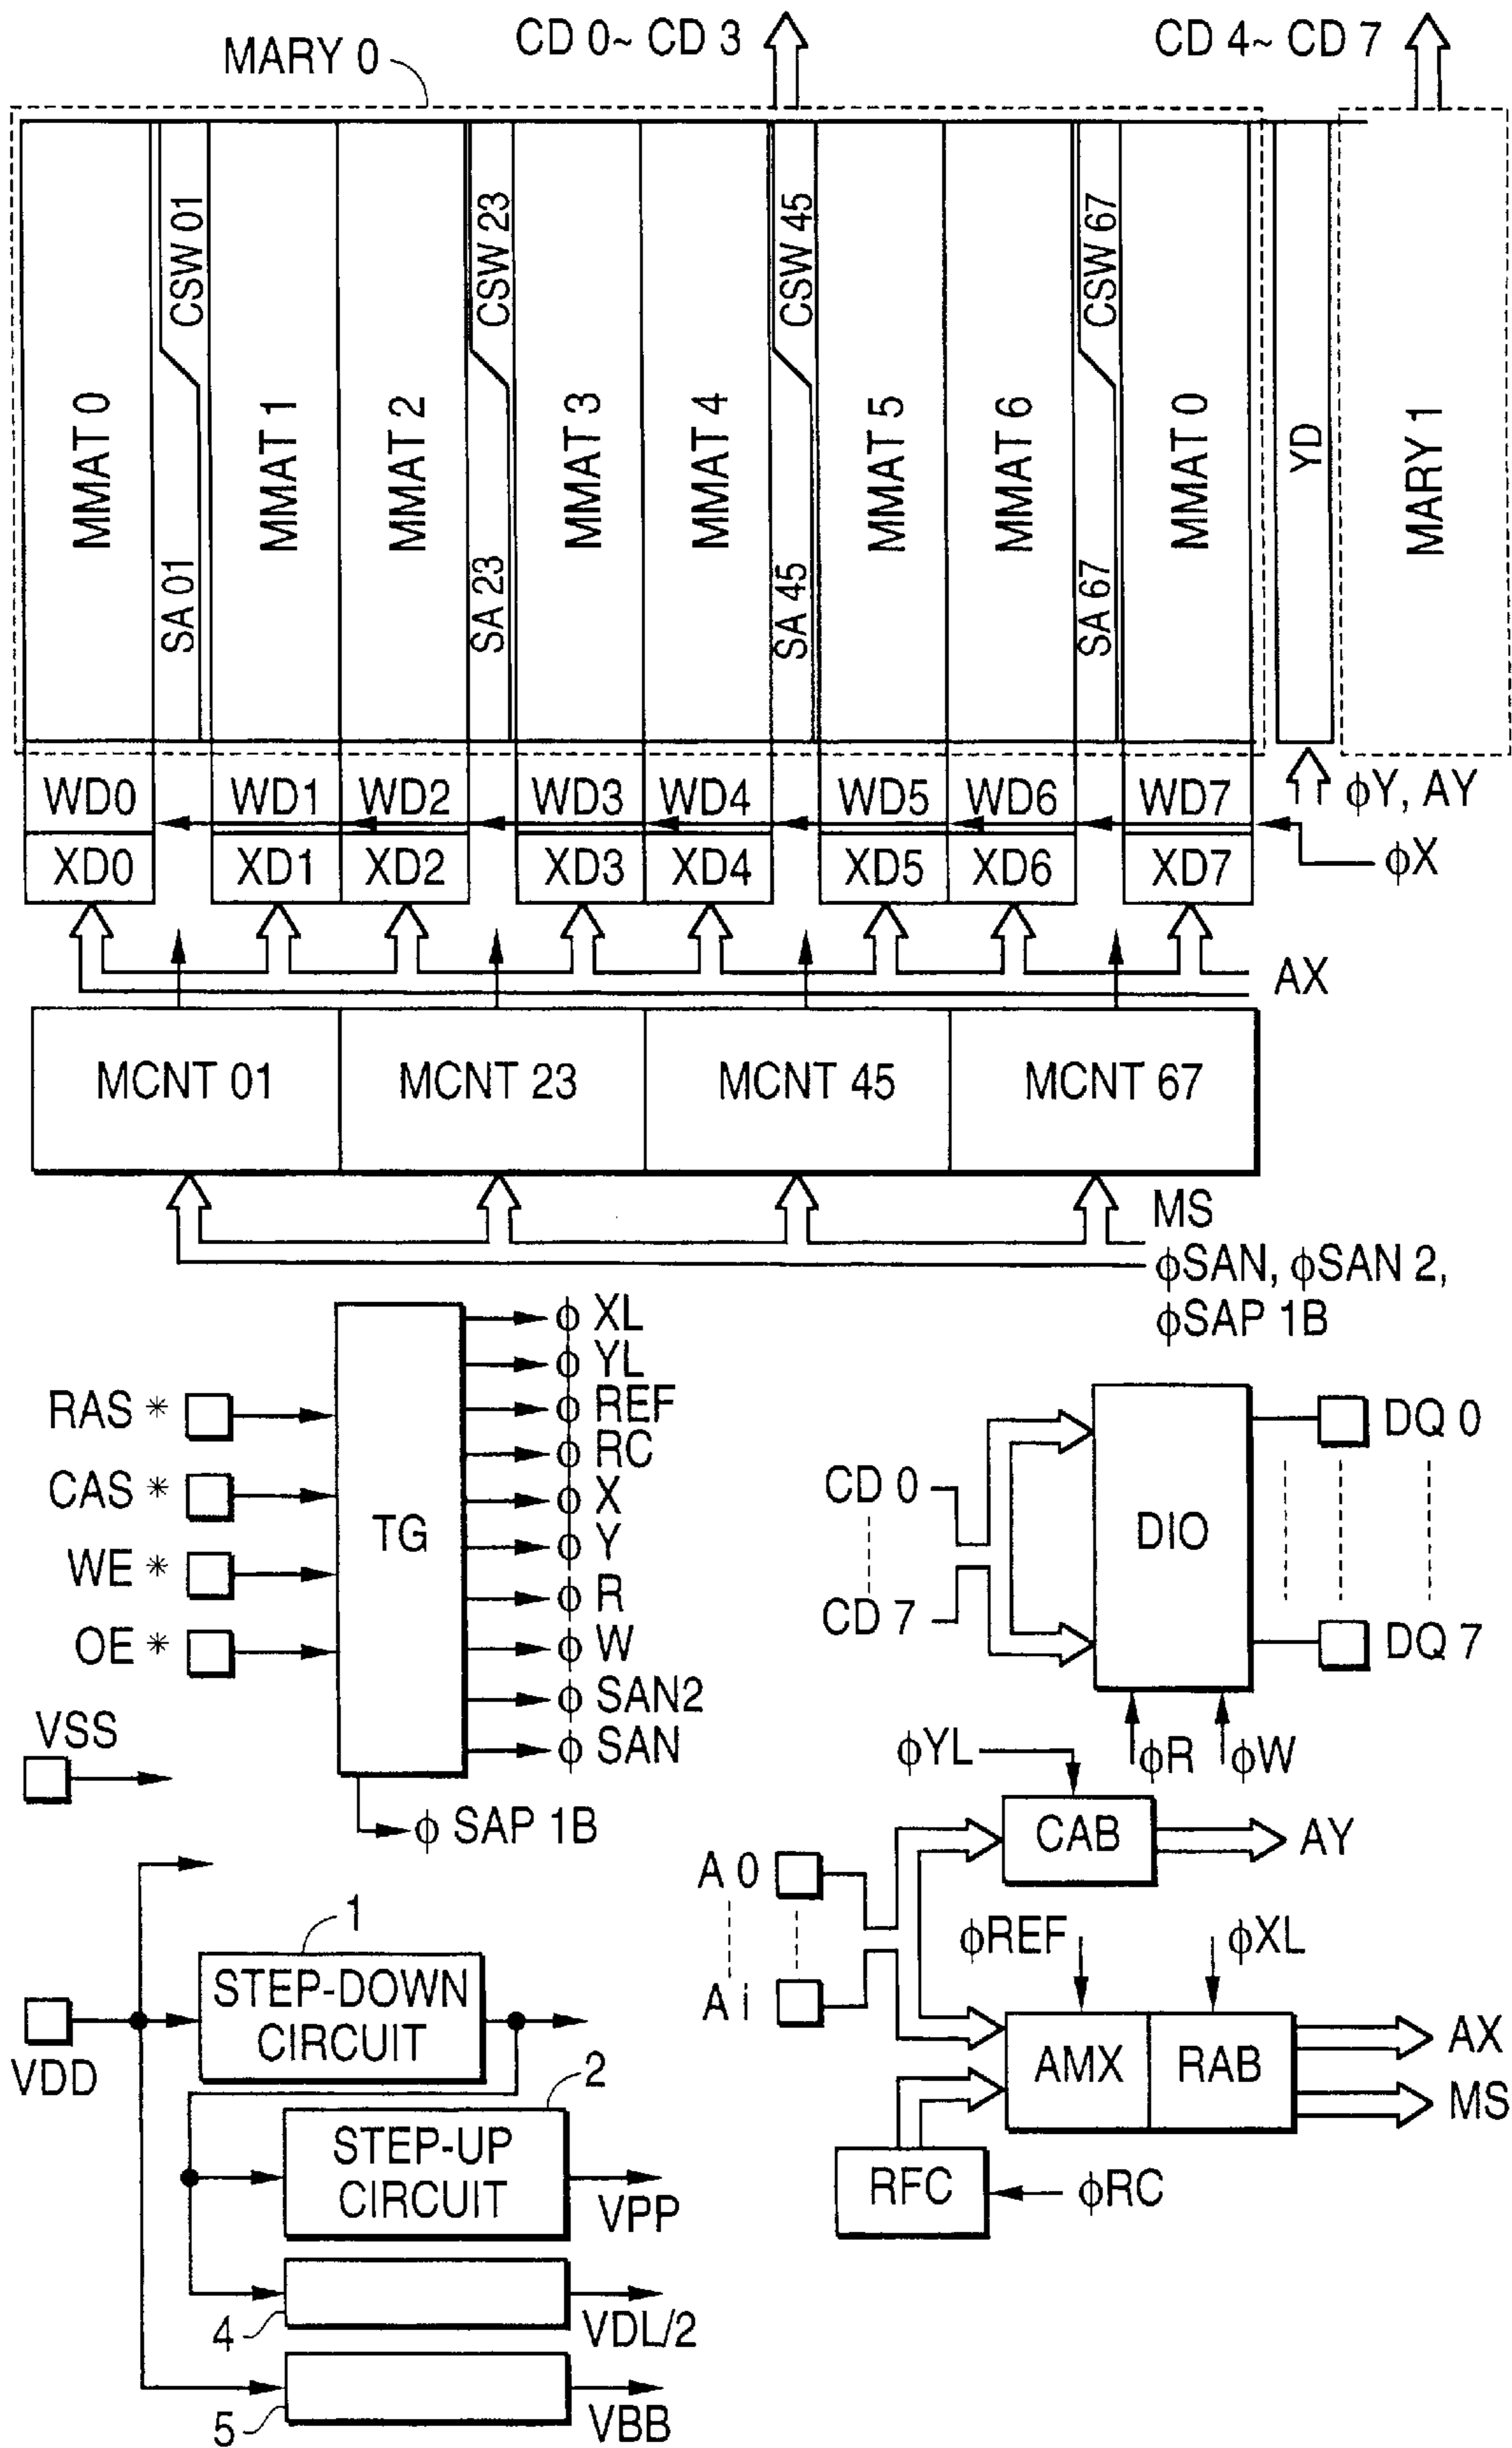 CD 0~ CD 3
CD 4~ CD 7
MARY 0
MMAT 0
SA 01
CSW 01
MMAT 1
MMAT 2
SA 23
CSW 23
MMAT 3
MMAT 4
SA 45
CSW 45
MMAT 5
MMAT 6
SA 67
CSW 67
MMAT 0
YD
MARY 1
WD0 WD1 WD2 WD3 WD4 WD5 WD6 WD7
ϕY, AY
XD0 XD1 XD2 XD3 XD4 XD5 XD6 XD7
ϕX
AX
MCNT 01 MCNT 23 MCNT 45 MCNT 67
MS
ϕSAN, ϕSAN 2,
ϕSAP 1B
RAS *
CAS *
WE *
OE *
TG
ϕ XL
ϕ YL
ϕ REF
ϕ RC
ϕ X
ϕ Y
ϕ R
ϕ W
ϕ SAN2
ϕ SAN
ϕ SAP 1B
VSS
CD 0
CD 7
DIO
DQ 0
DQ 7
ϕR ϕW
ϕYL
CAB
AY
A 0
A i
ϕREF
ϕXL
AMX
RAB
AX
MS
RFC
ϕRC
VDD
1
STEP-DOWN
CIRCUIT
2
STEP-UP
CIRCUIT
VPP
4
VDL/2
5
VBB